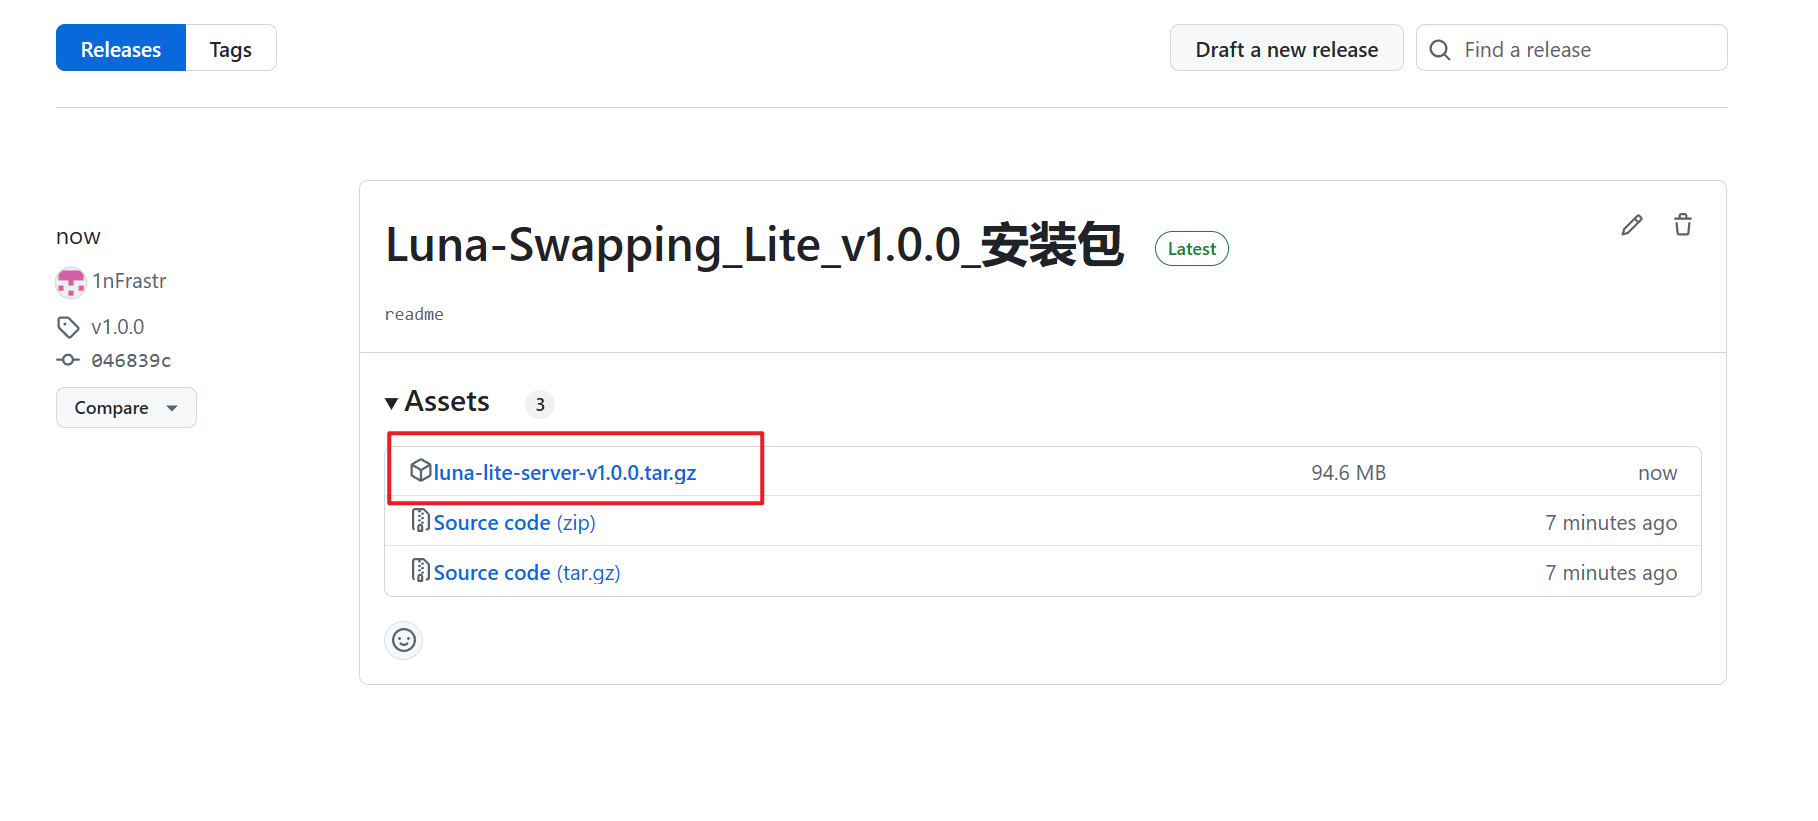 Releases Tags Draft a new release Find a release
now
1nFrastr
v1.0.0
046839c
Compare
Luna-Swapping_Lite_v1.0.0_安装包 Latest
readme
Assets 3
luna-lite-server-v1.0.0.tar.gz 94.6 MB now
Source code (zip) 7 minutes ago
Source code (tar.gz) 7 minutes ago